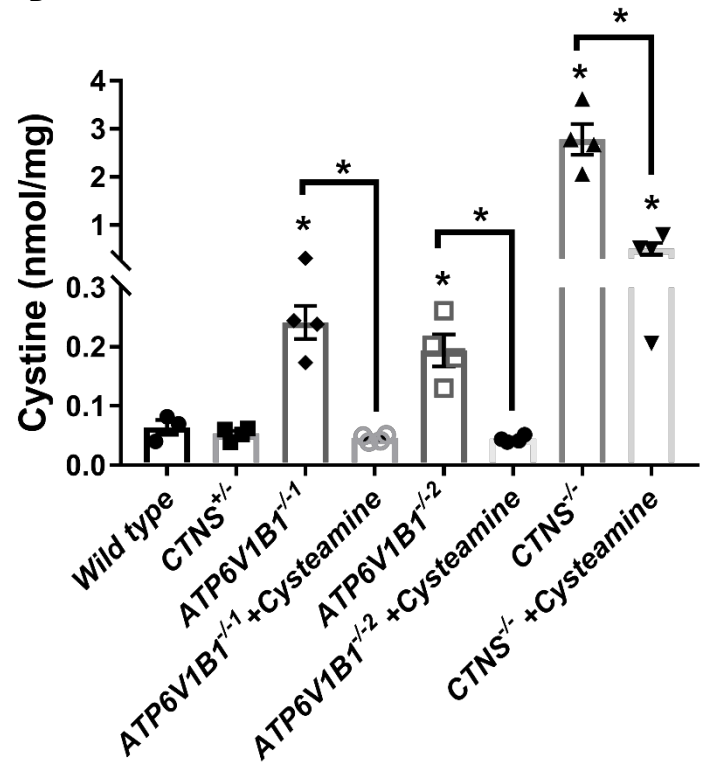 *
*
4
3
2
1
0.3
0.2
0.1
0.0
Cystine (nmol/mg)
*
*
*
*
*
Wild type
CTNS+/-
ATP6V1B1-/-1
ATP6V1B1-/-1 +Cysteamine
ATP6V1B1-/-2
ATP6V1B1-/-2 +Cysteamine
CTNS-/-
CTNS-/- +Cysteamine